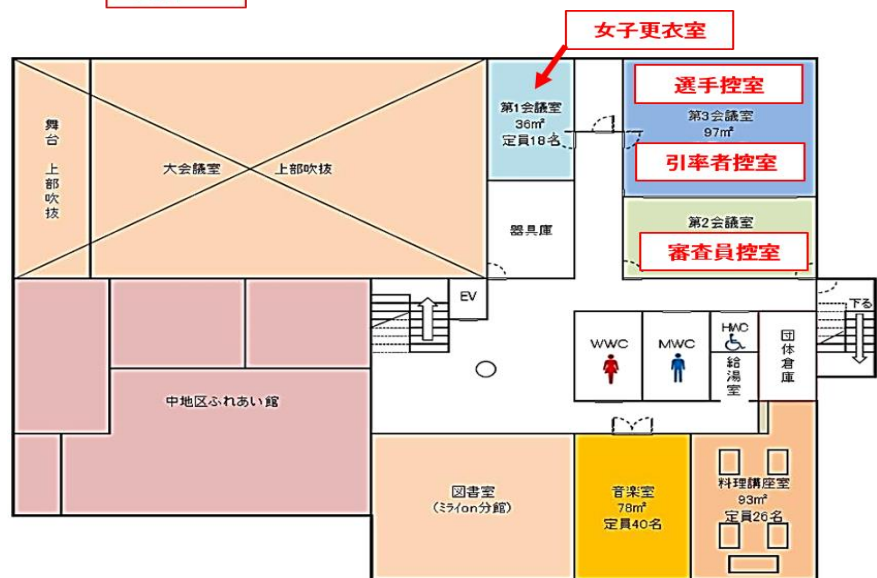 女子更衣室
選手控室
第1会議室
36㎡
定員18名
第3会議室
97㎡
舞台 上部吹抜
大会議室
上部吹抜
引率者控室
器具庫
第2会議室
審査員控室
EV
下る
WWC
MWC
HWC
給湯室
団体倉庫
中地区ふれあい館
図書室
(ミライon分館)
音楽室
78㎡
定員40名
料理講座室
93㎡
定員26名